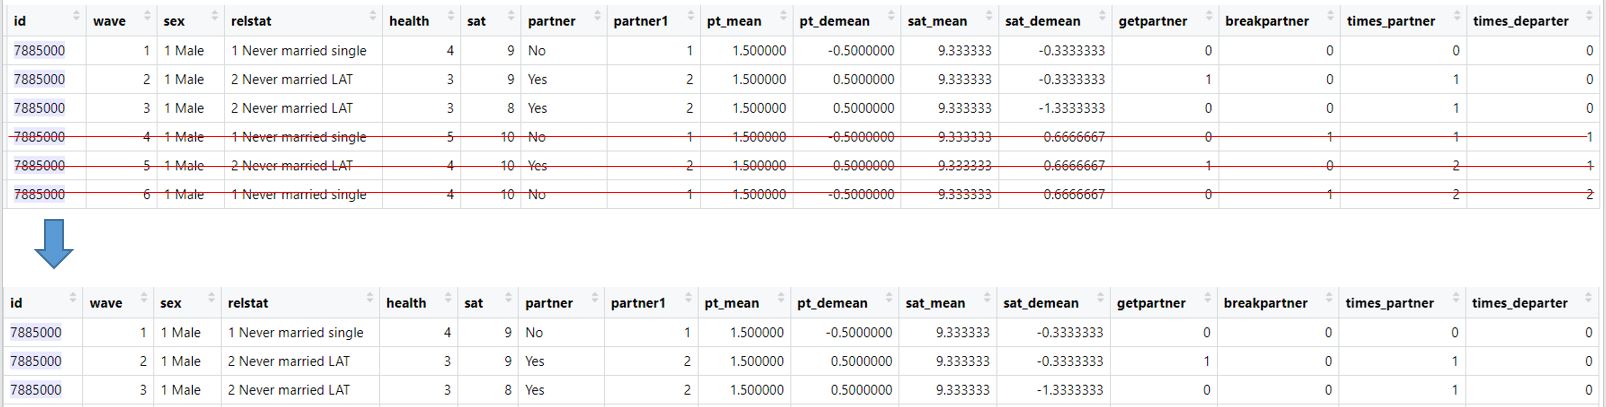 id wave sex relstat health sat partner partner1 pt_mean pt_demean sat_mean sat_demean getpartner breakpartner times_partner times_departer
7885000 1 1 Male 1 Never married single 4 9 No 1 1.500000 -0.5000000 9.333333 -0.3333333 0 0 0 0
7885000 2 1 Male 2 Never married LAT 3 9 Yes 2 1.500000 0.5000000 9.333333 -0.3333333 1 0 1 0
7885000 3 1 Male 2 Never married LAT 3 8 Yes 2 1.500000 0.5000000 9.333333 -1.3333333 0 0 1 0
7885000 4 1 Male 1 Never married single 5 10 No 1 1.500000 -0.5000000 9.333333 0.6666667 0 1 1 1
7885000 5 1 Male 2 Never married LAT 4 10 Yes 2 1.500000 0.5000000 9.333333 0.6666667 1 0 2 1
7885000 6 1 Male 1 Never married single 4 10 No 1 1.500000 -0.5000000 9.333333 0.6666667 0 1 2 2
id wave sex relstat health sat partner partner1 pt_mean pt_demean sat_mean sat_demean getpartner breakpartner times_partner times_departer
7885000 1 1 Male 1 Never married single 4 9 No 1 1.500000 -0.5000000 9.333333 -0.3333333 0 0 0 0
7885000 2 1 Male 2 Never married LAT 3 9 Yes 2 1.500000 0.5000000 9.333333 -0.3333333 1 0 1 0
7885000 3 1 Male 2 Never married LAT 3 8 Yes 2 1.500000 0.5000000 9.333333 -1.3333333 0 0 1 0